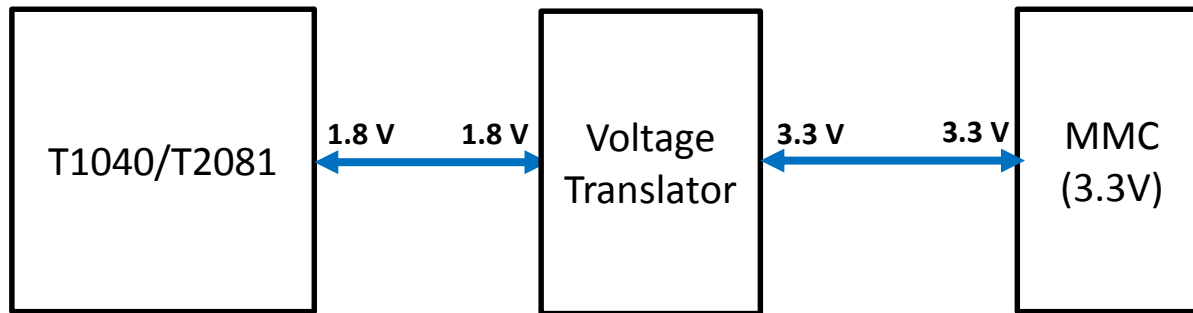 T1040/T2081
1.8 V
1.8 V
Voltage
Translator
3.3 V
3.3 V
MMC
(3.3V)